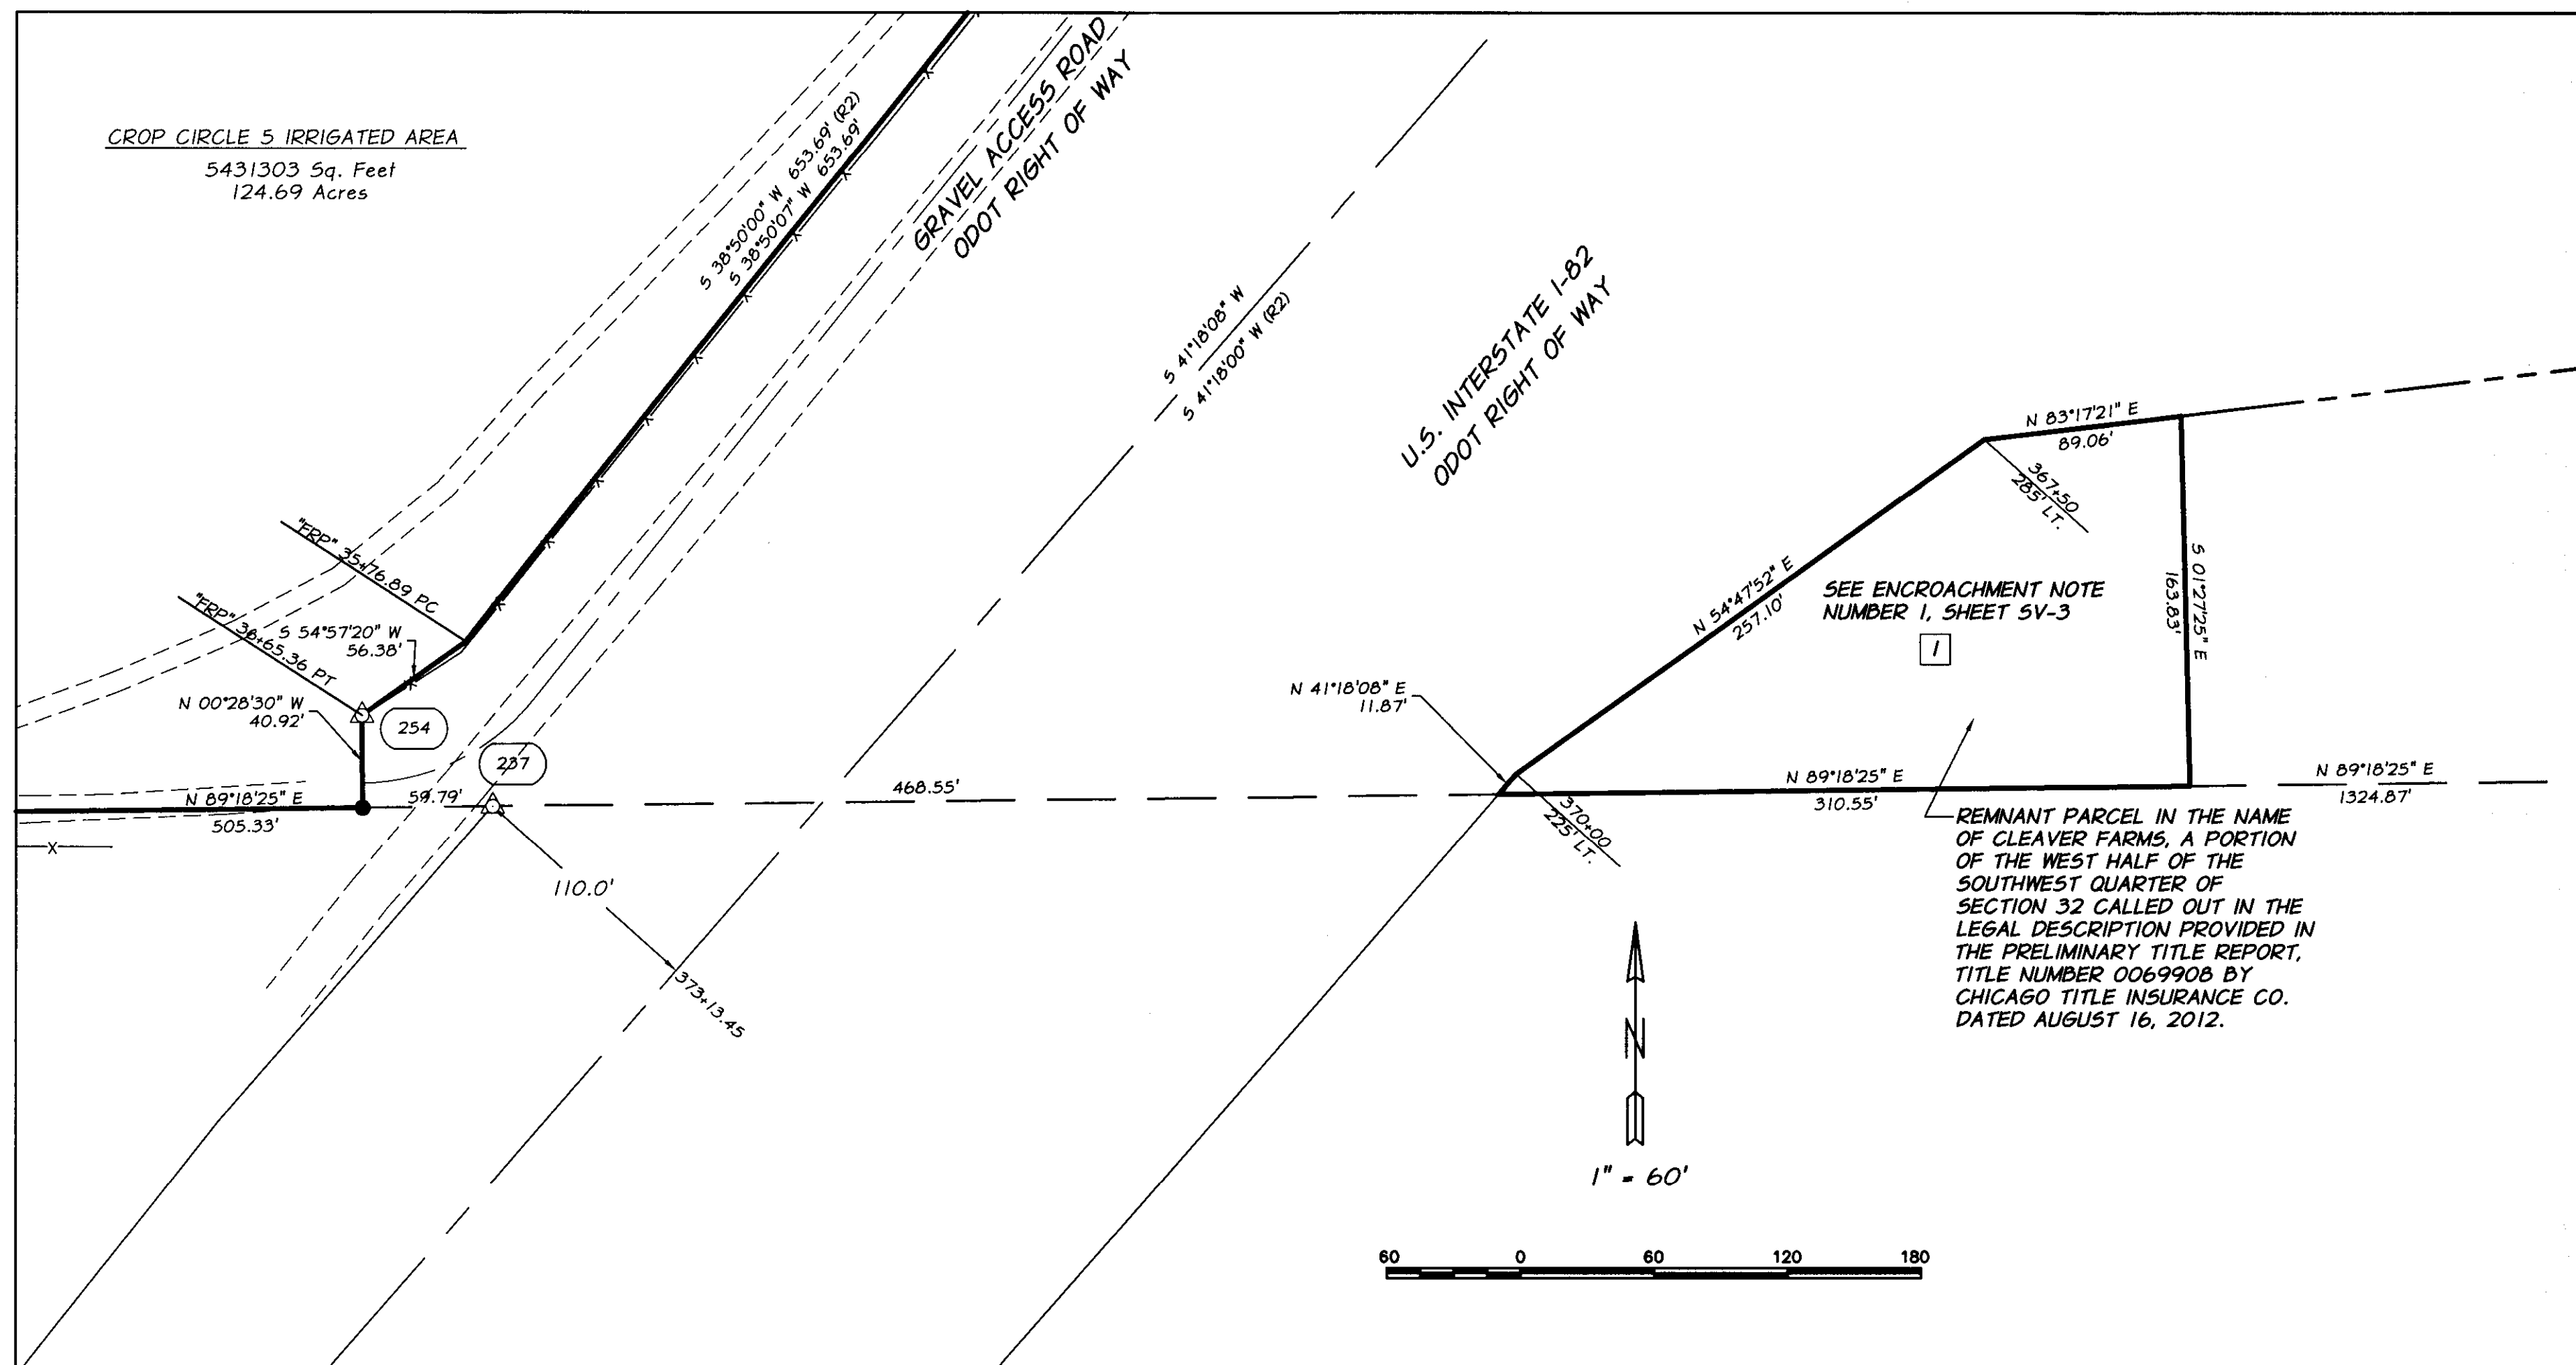 CROP CIRCLE 5 IRRIGATED AREA
5431303 Sq. Feet
124.69 Acres
S 38°50'00" W 653.69' (R2)
S 38°50'07" W 653.69'
GRAVEL ACCESS ROAD
ODOT RIGHT OF WAY
S 41°18'08" W
S 41°18'00" W (R2)
U.S. INTERSTATE I-82
ODOT RIGHT OF WAY
N 83°17'21" E
89.06'
367+50
285' LT.
"FRP" 35+76.89 PC
"FRP" 36+65.36 PT
S 54°57'20" W
56.38'
N 00°28'30" W
40.92'
254
237
N 54°47'52" E
257.10'
SEE ENCROACHMENT NOTE
NUMBER 1, SHEET SV-3
1
S 01°27'25" E
163.83'
N 41°18'08" E
11.87'
N 89°18'25" E
505.33'
59.79'
468.55'
N 89°18'25" E
310.55'
N 89°18'25" E
1324.87'
370+00
225' LT.
110.0'
373+13.45
REMNANT PARCEL IN THE NAME
OF CLEAVER FARMS, A PORTION
OF THE WEST HALF OF THE
SOUTHWEST QUARTER OF
SECTION 32 CALLED OUT IN THE
LEGAL DESCRIPTION PROVIDED IN
THE PRELIMINARY TITLE REPORT,
TITLE NUMBER 0069908 BY
CHICAGO TITLE INSURANCE CO.
DATED AUGUST 16, 2012.
N
1" = 60'
60 0 60 120 180